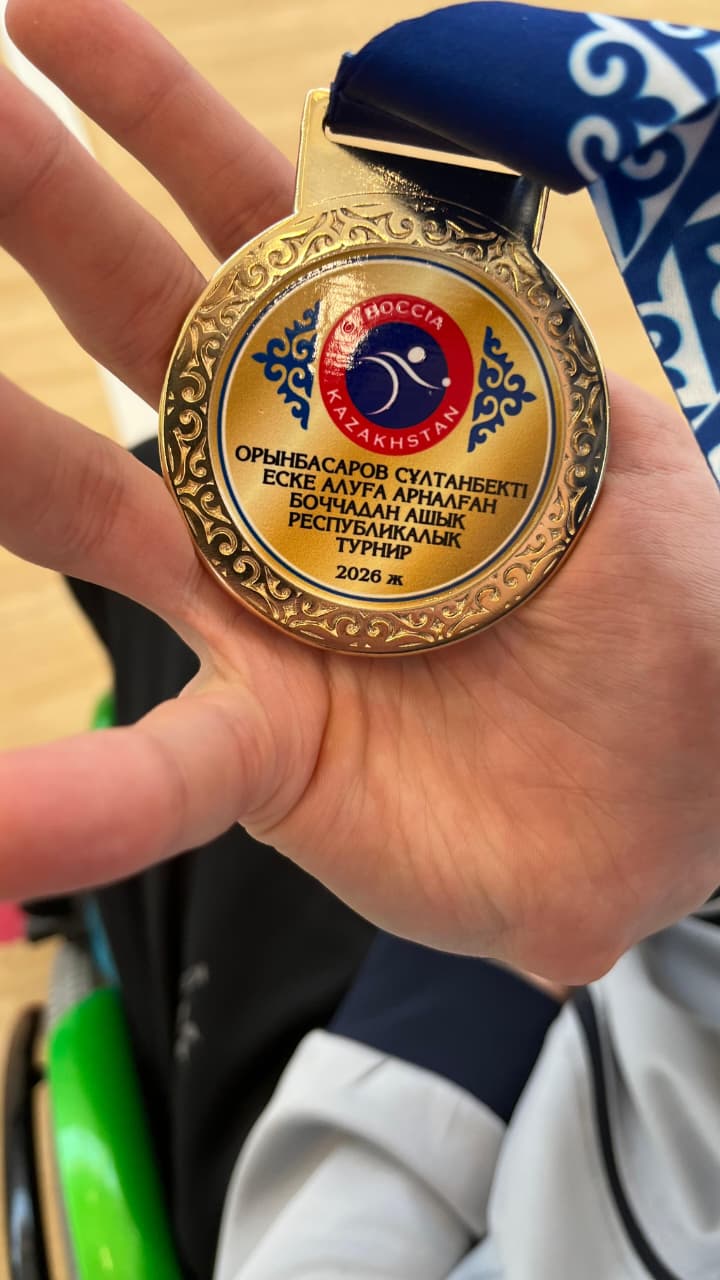 BOCCIA
KAZAKHSTAN
ОРЫНБАСАРОВ СҰЛТАНБЕКТІ
ЕСКЕ АЛУҒА АРНАЛҒАН
БОЧЧАДАН АШЫҚ
РЕСПУБЛИКАЛЫҚ
ТУРНИР
2026 ж